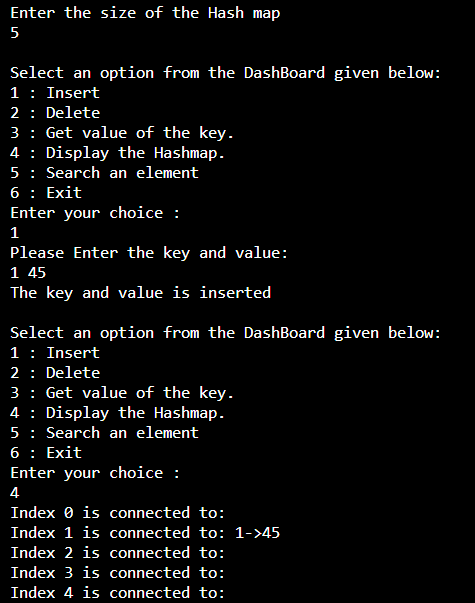 Enter the size of the Hash map
5
Select an option from the DashBoard given below:
1 : Insert
2 : Delete
3 : Get value of the key.
4 : Display the Hashmap.
5 : Search an element
6 : Exit
Enter your choice :
1
Please Enter the key and value:
1 45
The key and value is inserted
Select an option from the DashBoard given below:
1 : Insert
2 : Delete
3 : Get value of the key.
4 : Display the Hashmap.
5 : Search an element
6 : Exit
Enter your choice :
4
Index 0 is connected to:
Index 1 is connected to: 1->45
Index 2 is connected to:
Index 3 is connected to:
Index 4 is connected to: